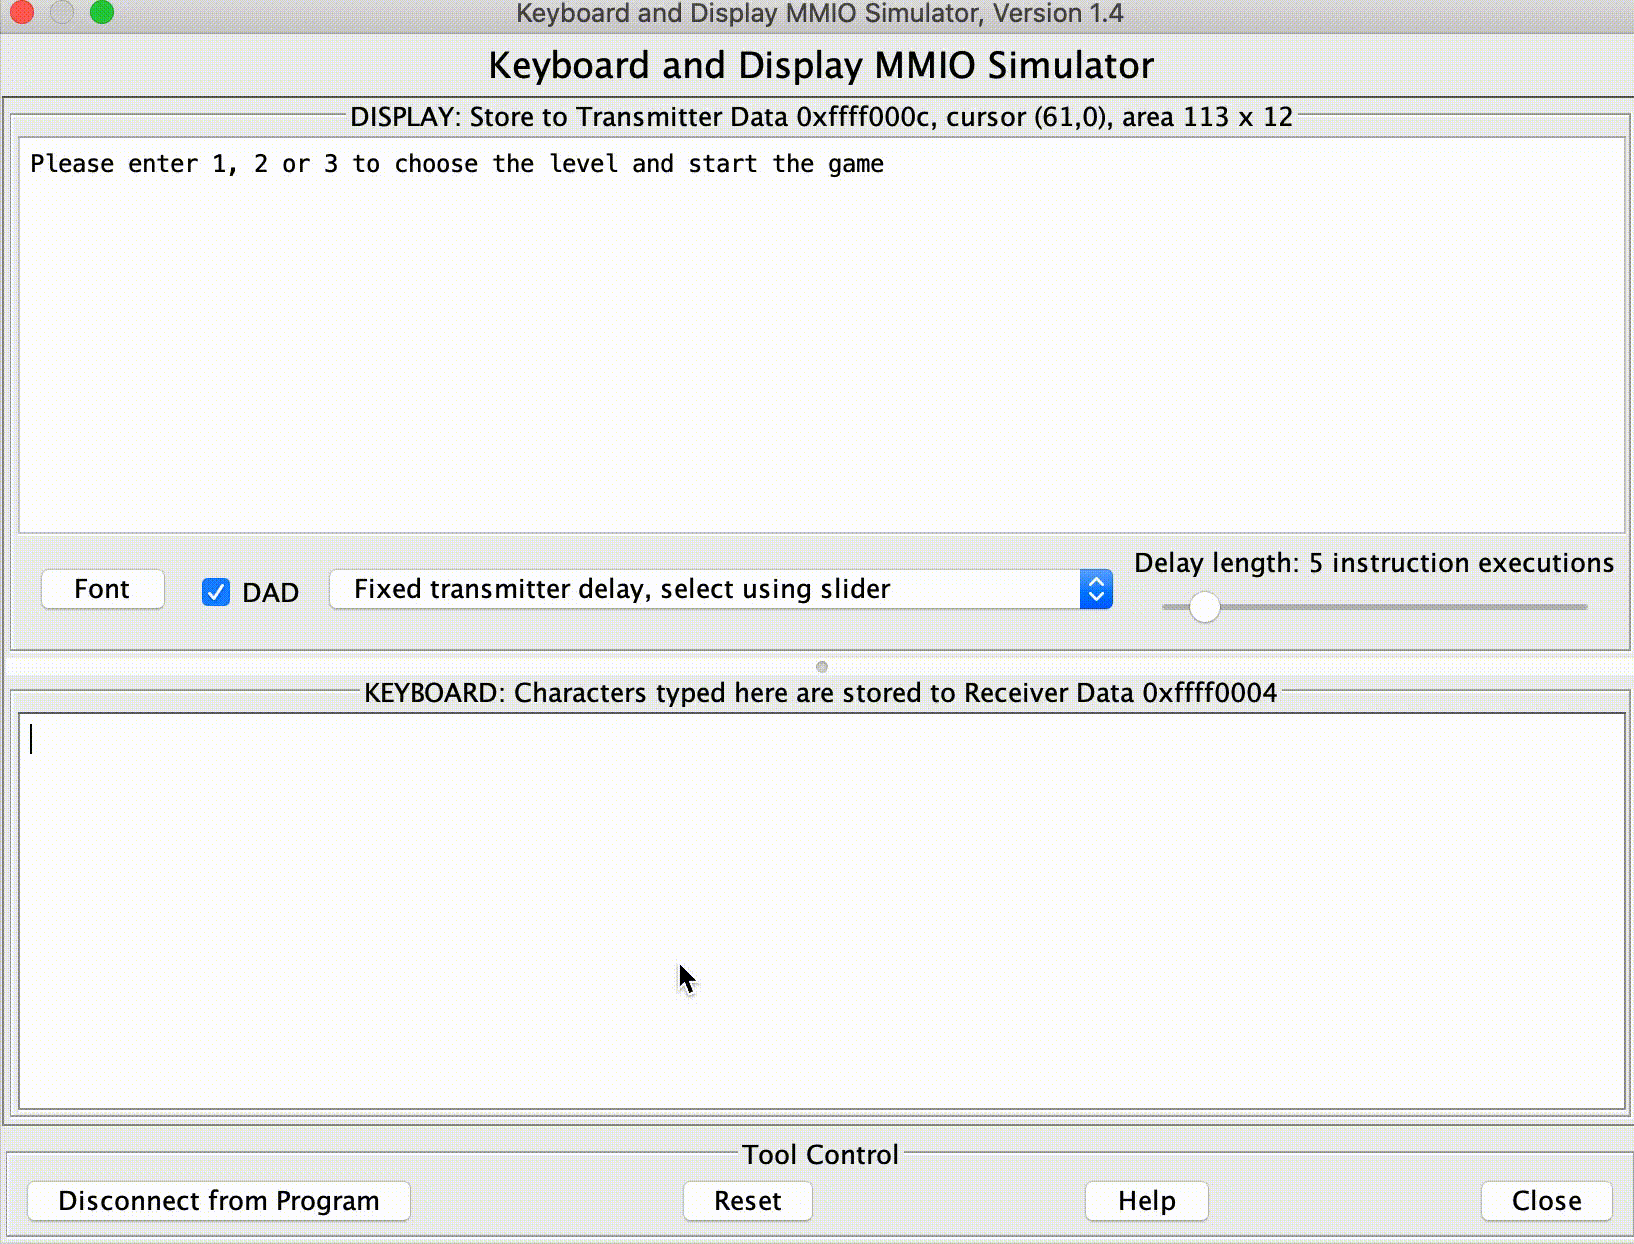 Keyboard and Display MMIO Simulator, Version 1.4
Keyboard and Display MMIO Simulator
DISPLAY: Store to Transmitter Data 0xffff000c, cursor (61,0), area 113 x 12
Please enter 1, 2 or 3 to choose the level and start the game
Delay length: 5 instruction executions
Font
DAD
Fixed transmitter delay, select using slider
KEYBOARD: Characters typed here are stored to Receiver Data 0xffff0004
Tool Control
Disconnect from Program
Reset
Help
Close